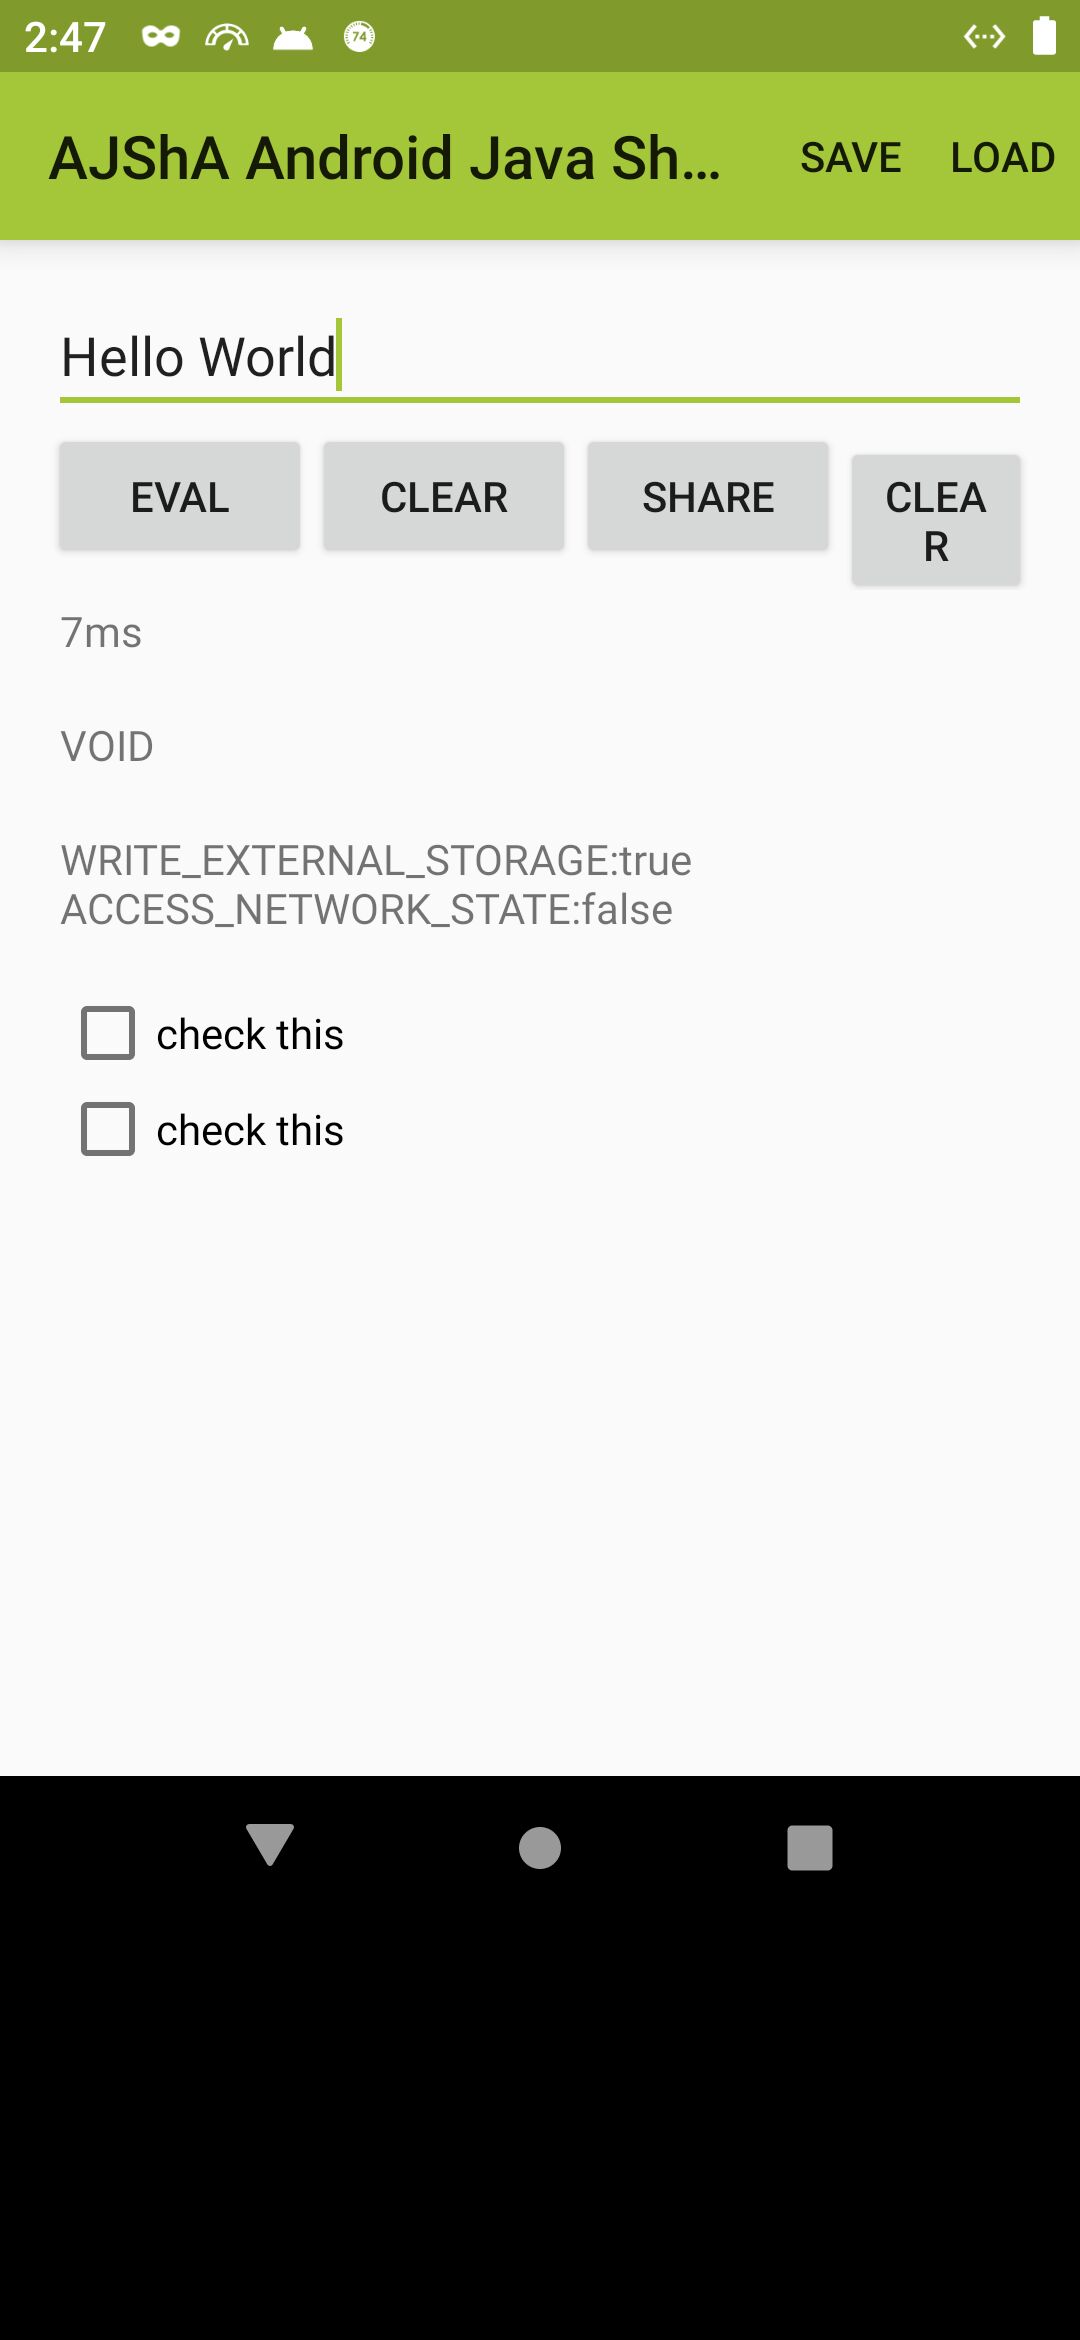 2:47 74
AJShA Android Java Sh... SAVE LOAD
Hello World
EVAL CLEAR SHARE CLEA
R
7ms
VOID
WRITE_EXTERNAL_STORAGE:true
ACCESS_NETWORK_STATE:false
check this
check this